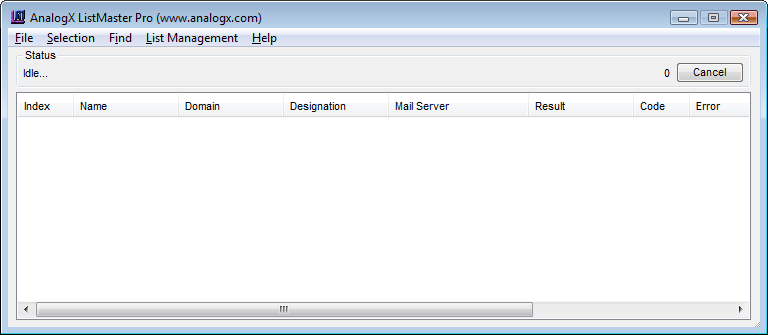 AnalogX ListMaster Pro (www.analogx.com)
File Selection Find List Management Help
Status
Idle... 0 Cancel
Index Name Domain Designation Mail Server Result Code Error